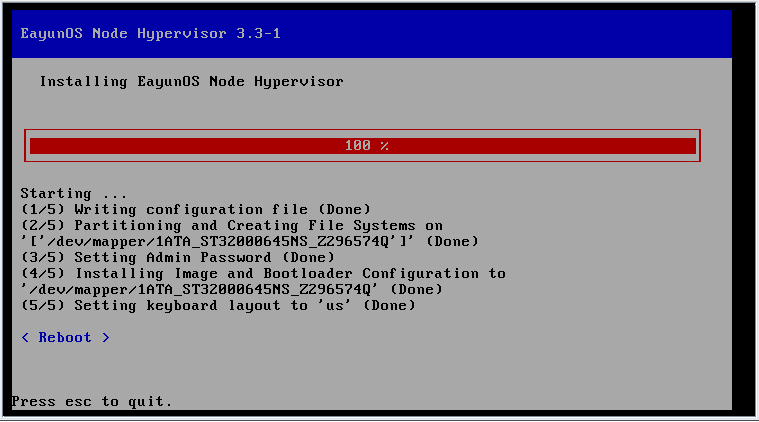 EayunOS Node Hypervisor 3.3-1
Installing EayunOS Node Hypervisor
100 %
Starting ...
(1/5) Writing configuration file (Done)
(2/5) Partitioning and Creating File Systems on
'['/dev/mapper/1ATA_ST32000645NS_Z296574Q']' (Done)
(3/5) Setting Admin Password (Done)
(4/5) Installing Image and Bootloader Configuration to
'/dev/mapper/1ATA_ST32000645NS_Z296574Q' (Done)
(5/5) Setting keyboard layout to 'us' (Done)
< Reboot >
Press esc to quit.